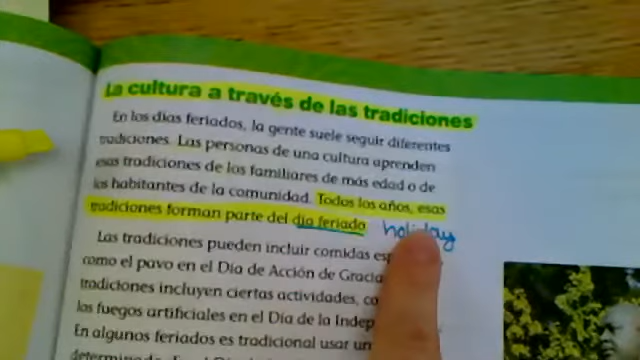 La cultura a través de las tradiciones
En los días feriados, la gente suele seguir diferentes
tradiciones. Las personas de una cultura aprenden
esas tradiciones de los familiares de más edad o de
los habitantes de la comunidad. Todos los años, esas
tradiciones forman parte del día feriado holiday
Las tradiciones pueden incluir comidas esp
como el pavo en el Día de Acción de Gracia
tradiciones incluyen ciertas actividades, co
los fuegos artificiales en el Día de la Indep
En algunos feriados es tradicional usar un